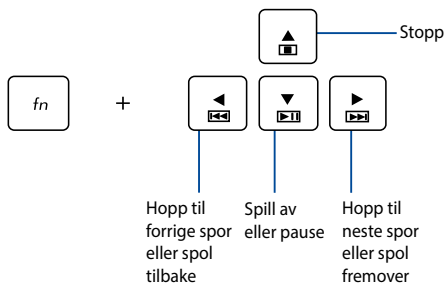 Stopp
fn +
Hopp til
forrige spor
eller spol
tilbake
Spill av
eller pause
Hopp til
neste spor
eller spol
fremover